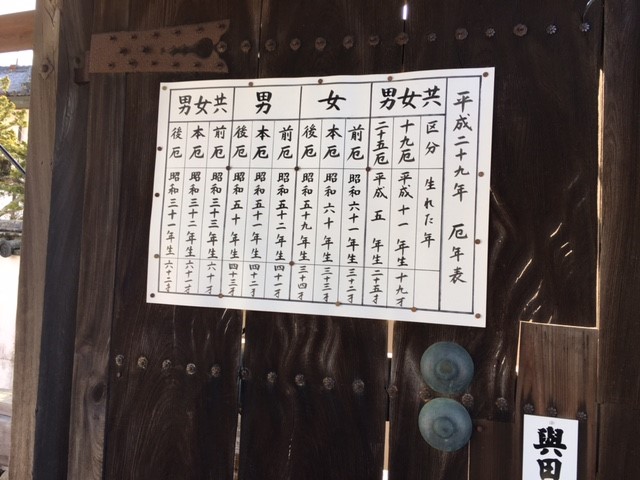 平成二十九年 厄年表
男女共
区分 生れた年
十九厄 平成十一年生 十九才
二十五厄 平成五年生 二十五才
女
前厄 昭和六十一年生 三十二才
本厄 昭和六十年生 三十三才
後厄 昭和五十九年生 三十四才
男
前厄 昭和五十二年生 四十一才
本厄 昭和五十一年生 四十二才
後厄 昭和五十年生 四十三才
男女共
前厄 昭和三十三年生 六十才
本厄 昭和三十二年生 六十一才
後厄 昭和三十一年生 六十二才
與田